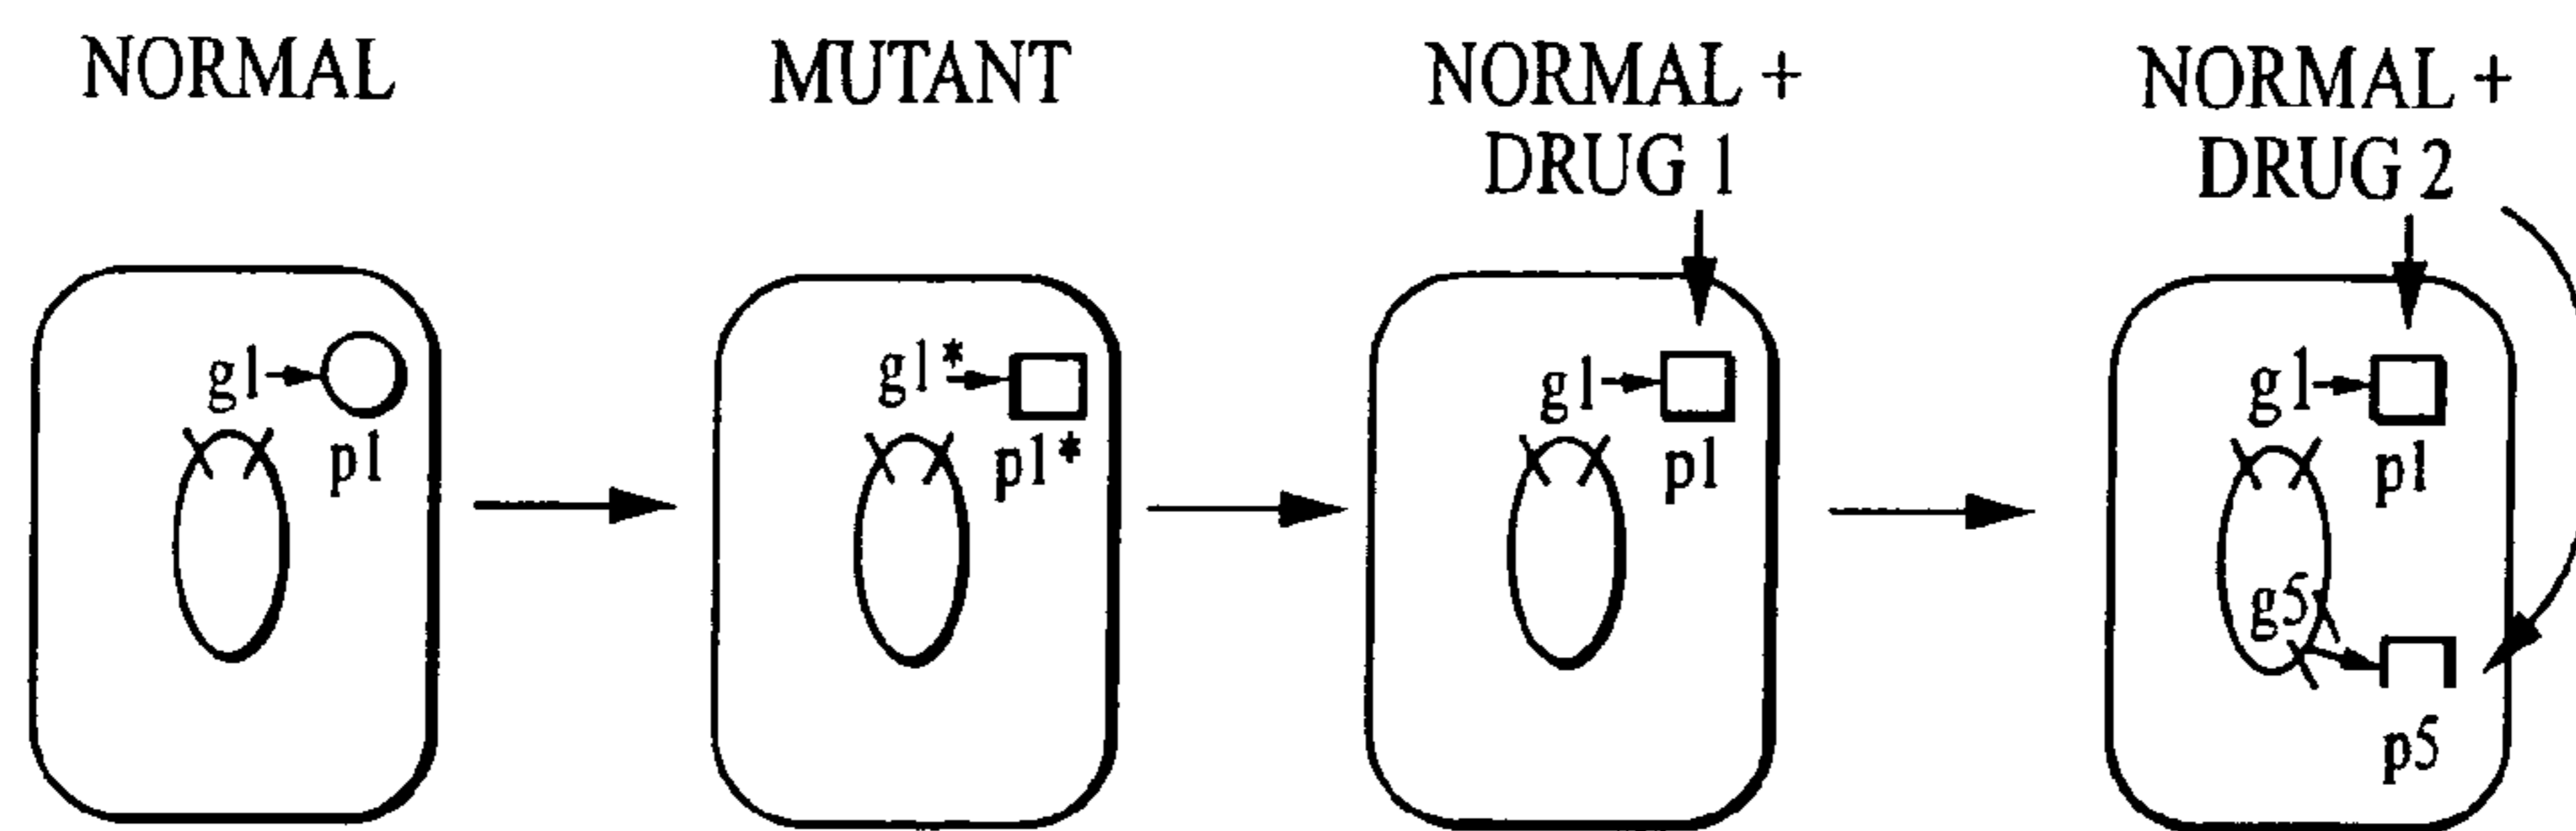 NORMAL
MUTANT
NORMAL +
DRUG 1
NORMAL +
DRUG 2
g1
p1
g1*
p1*
g1
p1
g1
p1
g5
p5